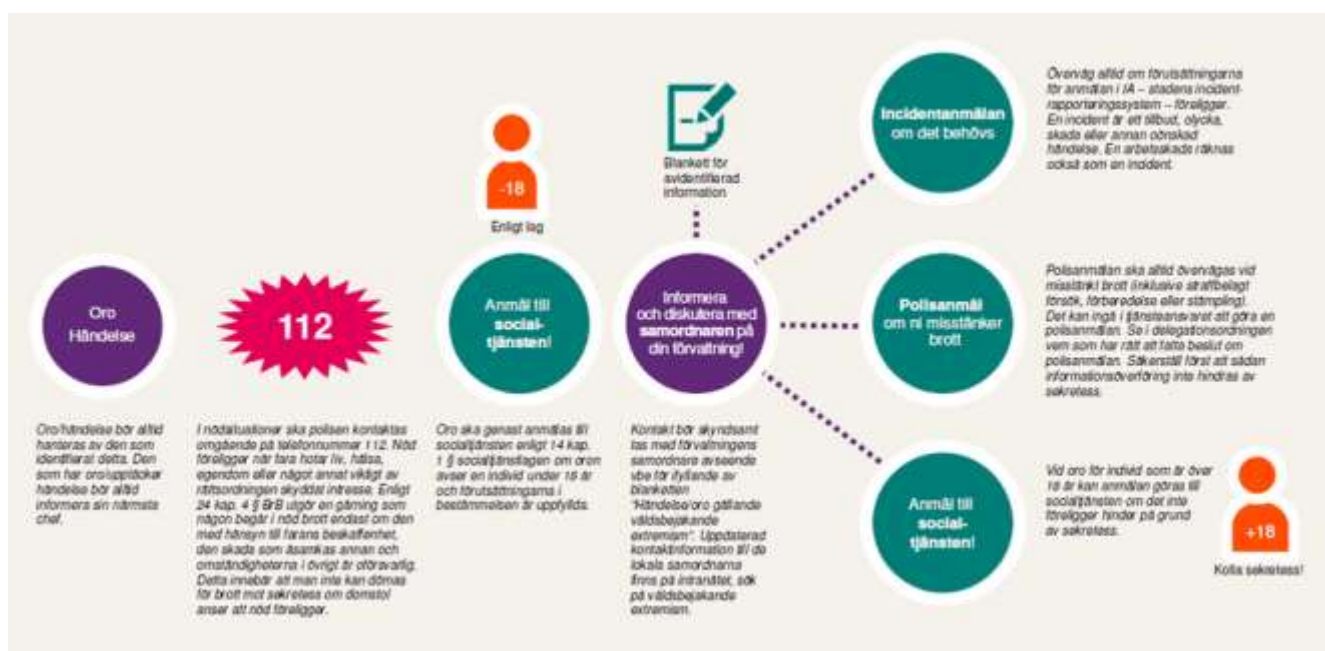 Oro
Händelse
Oro/händelse bör alltid
hanteras av den som
identifierat detta. Den
som har oro/upptäcker
händelse bör alltid
informera sin närmsta
chef.
112
I nödsituationer ska polisen kontaktas
omgående på telefonnummer 112. Nöd
föreligger när fara hotar liv, hälsa,
egendom eller något annat viktigt av
rättsordningen skyddat intresse. Enligt
24 kap. 4 § BrB utgör en gärning som
någon begår i nöd brott endast om den
med hänsyn till farans beskaffenhet,
den skada som åsamkas annan och
omständigheterna i övrigt är oförsvarlig.
Detta innebär att man inte kan dömas
för brott mot sekretess om domstol
anser att nöd föreligger.
-18
Enligt lag
Anmäl till
social-
tjänsten!
Oro ska genast anmälas till
socialtjänsten enligt 14 kap.
1 § socialtjänstlagen om oron
avser en individ under 18 år
och förutsättningarna i
bestämmelsen är uppfyllda.
Blankett för
avidentifierad
information
Informera
och diskutera med
samordnaren på
din förvaltning!
Kontakt bör skyndsamt
tas med förvaltningens
samordnare avseende
vbe för ifyllande av
blanketten
"Händelse/oro gällande
våldsbejakande
extremism". Uppdaterad
kontaktinformation till de
lokala samordnarna
finns på intranätet, sök
på våldsbejakande
extremism.
Incidentanmälan
om det behövs
Överväg alltid om förutsättningarna
för anmälan i IA – stadens incident-
rapporteringssystem – föreligger.
En incident är ett tillbud, olycka,
skada eller annan oönskad
händelse. En arbetsskada räknas
också som en incident.
Polisanmäl
om ni misstänker
brott
Polisanmälan ska alltid övervägas vid
misstänkt brott (inklusive straffbelagt
försök, förberedelse eller stämpling).
Det kan ingå i tjänsteansvaret att göra en
polisanmälan. Se i delegationsordningen
vem som har rätt att fatta beslut om
polisanmälan. Säkerställ först att sådan
informationsöverföring inte hindras av
sekretess.
Anmäl till
social-
tjänsten!
Vid oro för individ som är över
18 år kan anmälan göras till
socialtjänsten om det inte
föreligger hinder på grund
av sekretess.
+18
Kolla sekretess!